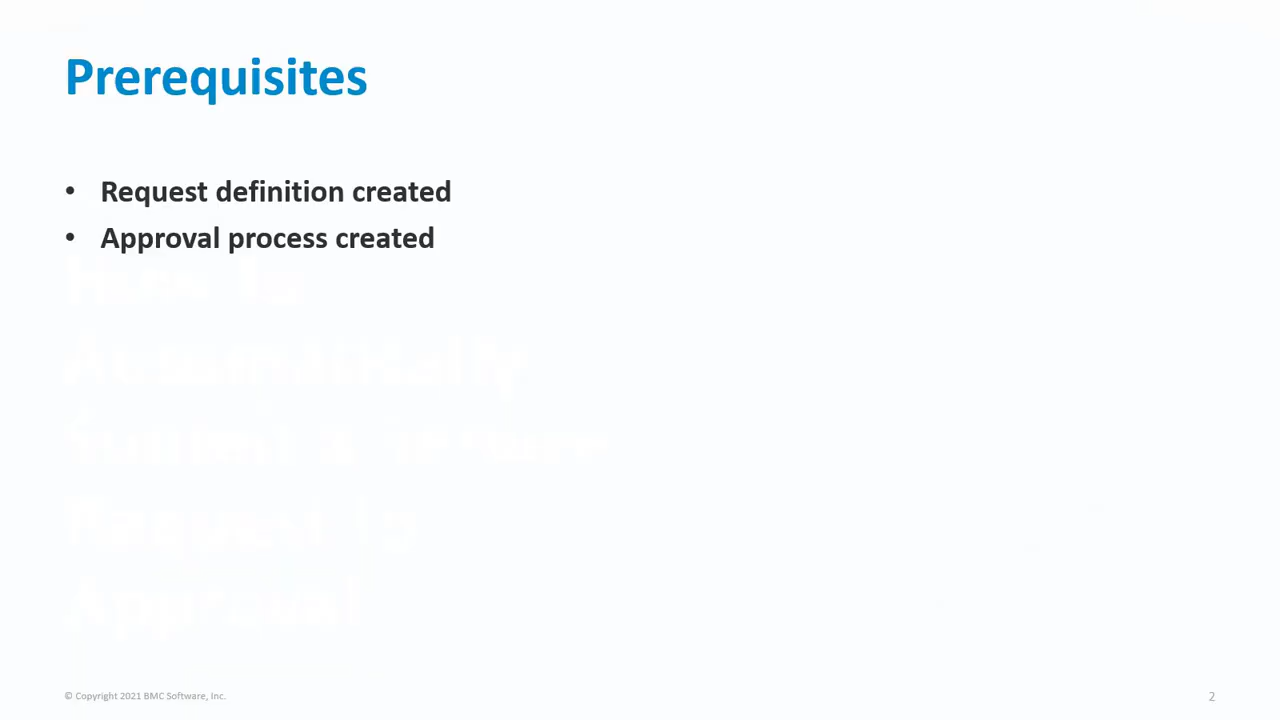 Prerequisites
• Request definition created
• Approval process created
© Copyright 2021 BMC Software, Inc.
2